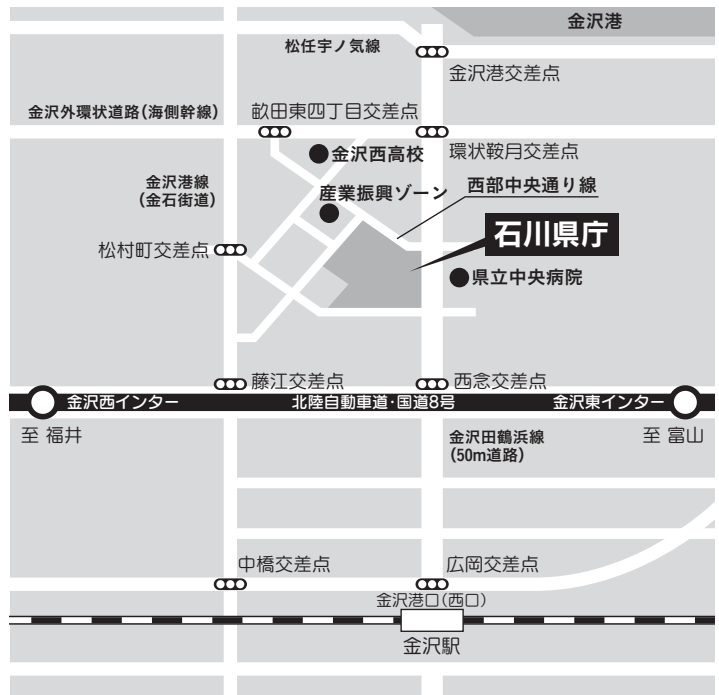 金沢港
松任宇ノ気線
金沢港交差点
金沢外環状道路(海側幹線)
畝田東四丁目交差点
金沢西高校
環状鞍月交差点
金沢港線
(金石街道)
産業振興ゾーン
西部中央通り線
石川県庁
松村町交差点
県立中央病院
藤江交差点
西念交差点
金沢西インター
北陸自動車道・国道8号
金沢東インター
至 福井
金沢田鶴浜線
(50m道路)
至 富山
中橋交差点
広岡交差点
金沢港口(西口)
金沢駅